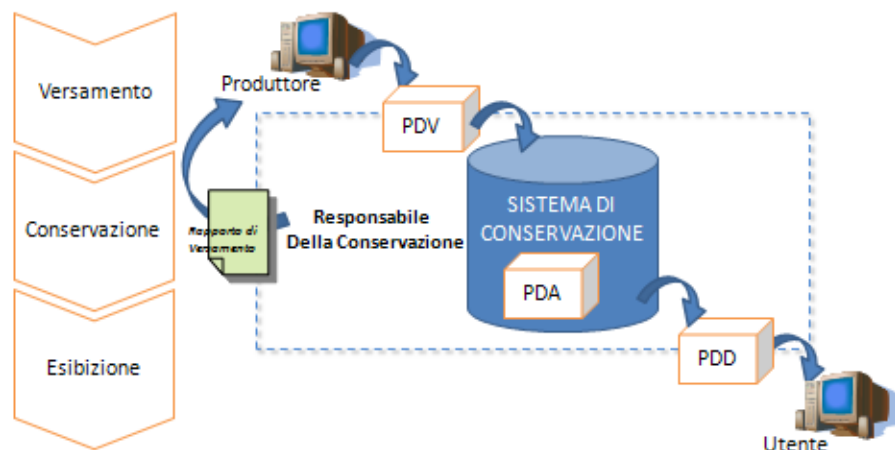 Versamento
Produttore
PDV
Conservazione
Rapporto di
Versamento
Responsabile
Della Conservazione
SISTEMA DI
CONSERVAZIONE
PDA
Esibizione
PDD
Utente